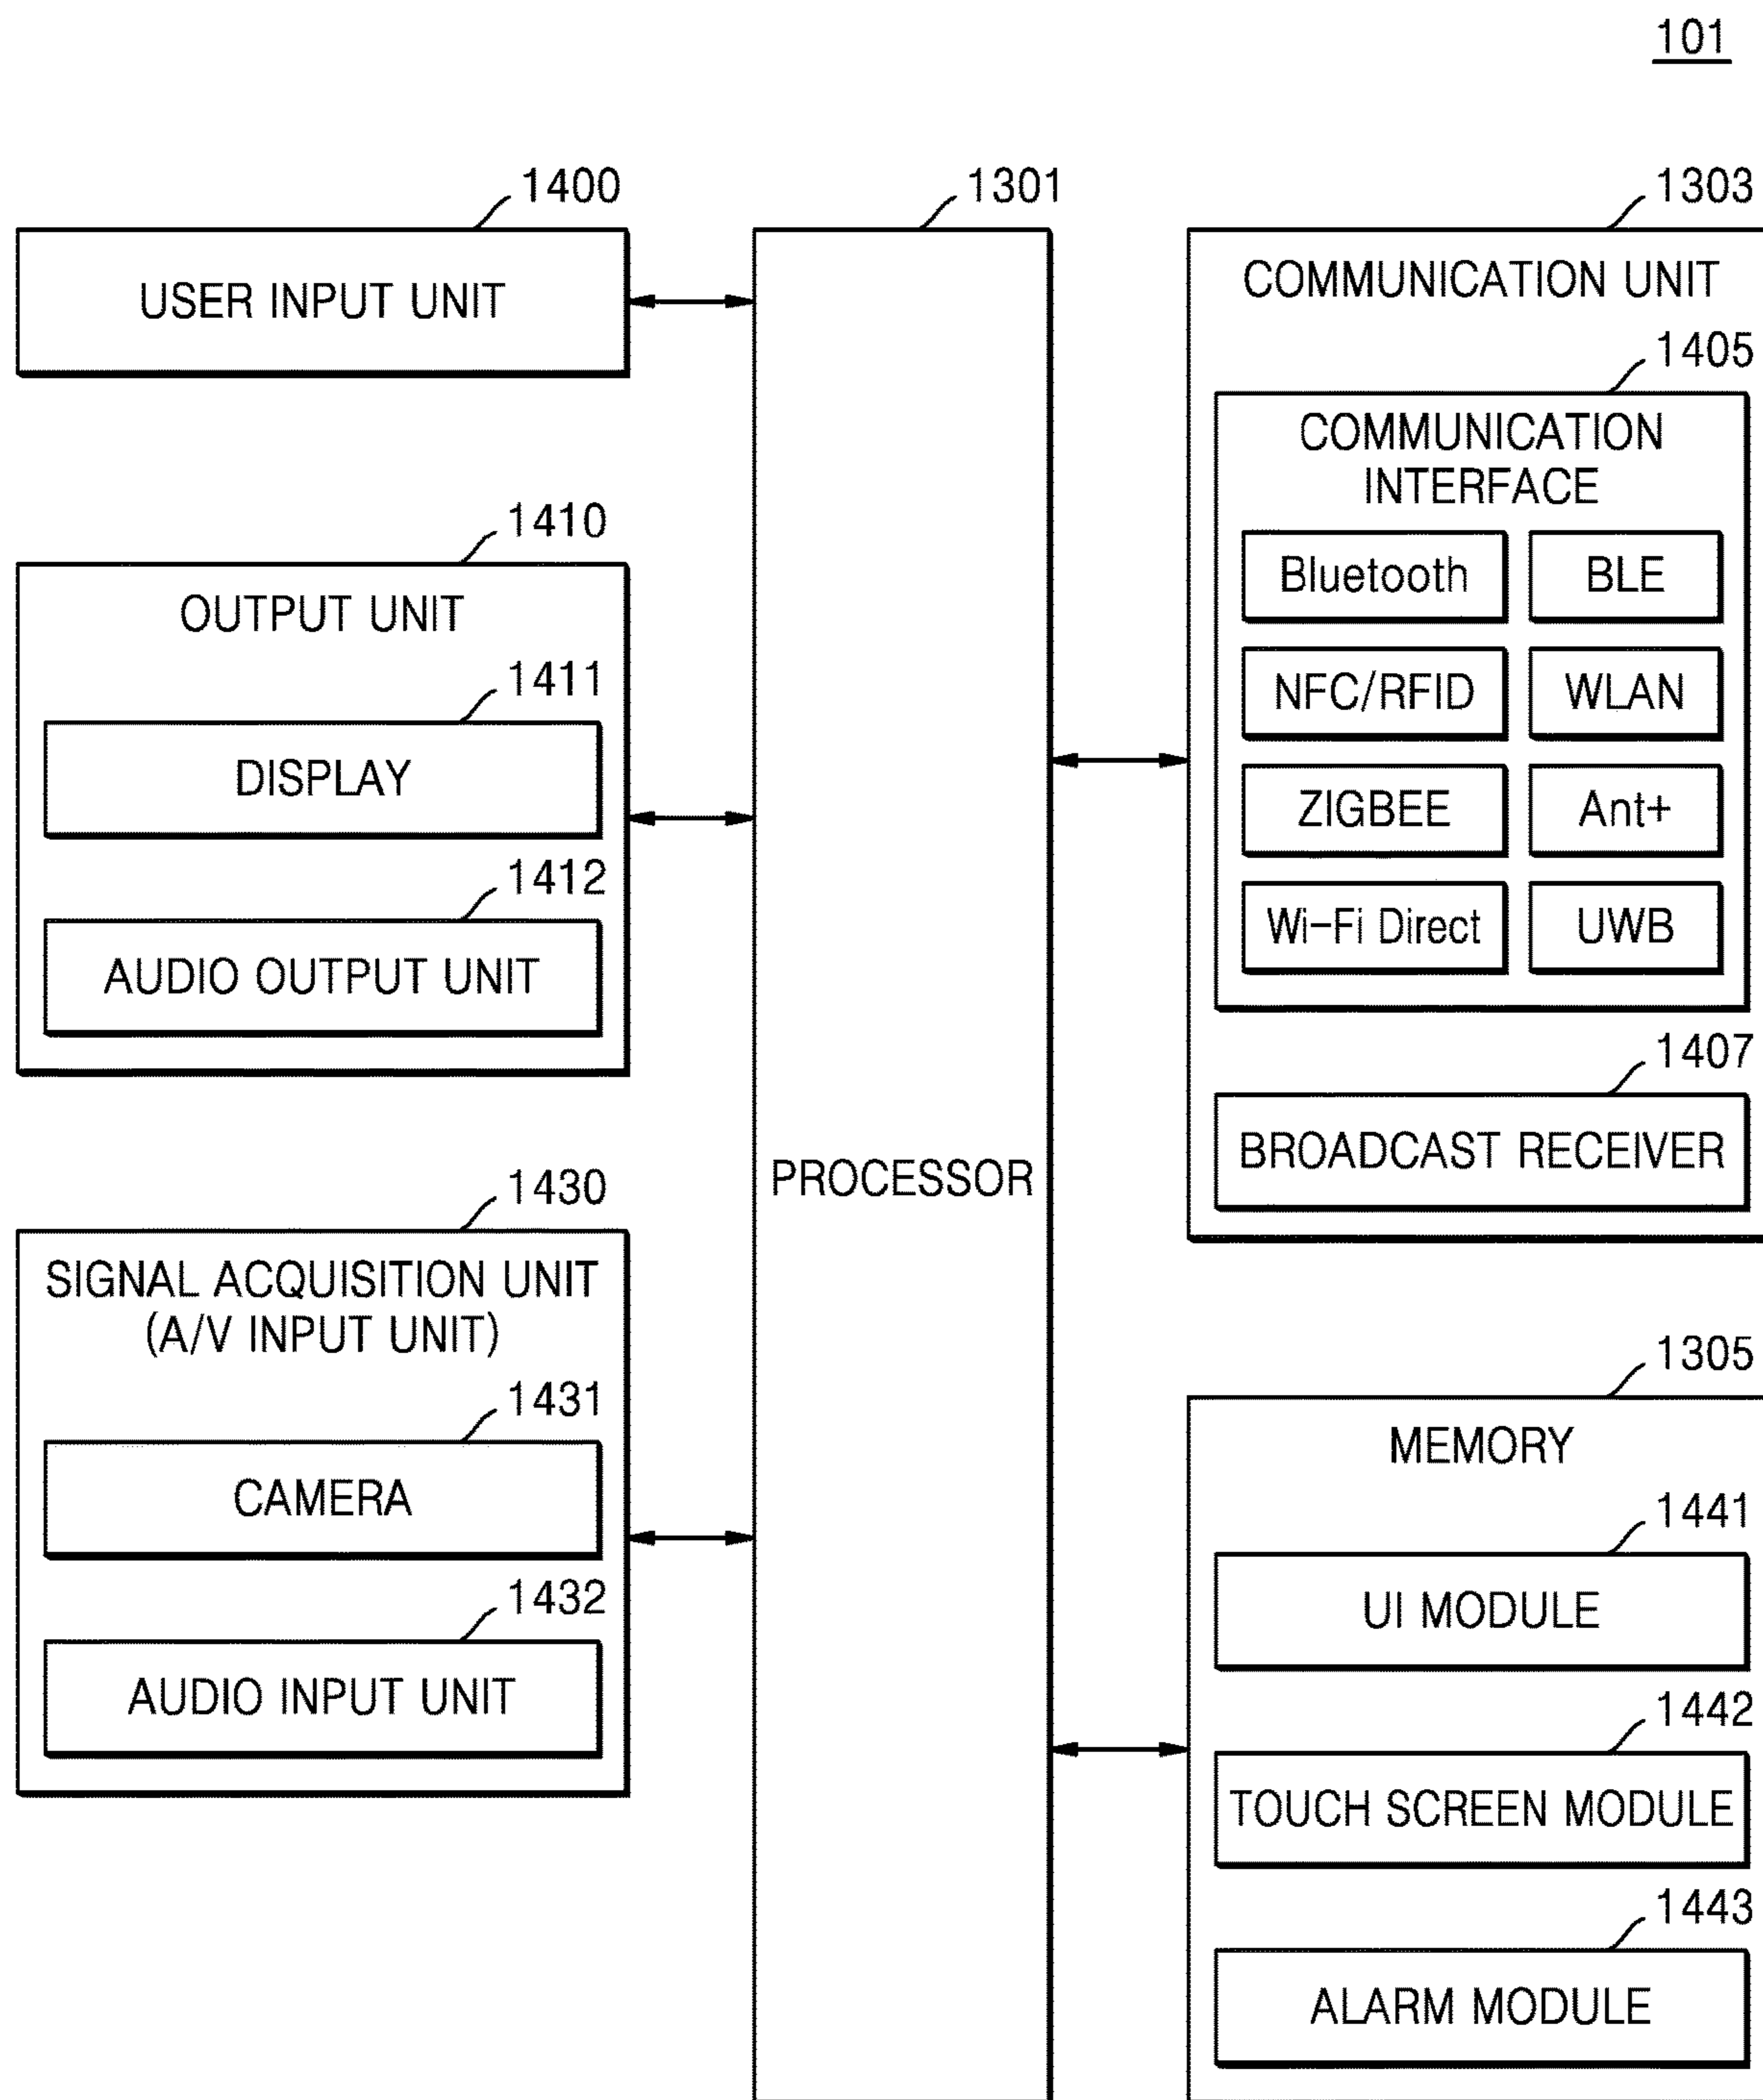 101
1400
USER INPUT UNIT
1410
OUTPUT UNIT
1411
DISPLAY
1412
AUDIO OUTPUT UNIT
1430
SIGNAL ACQUISITION UNIT
(A/V INPUT UNIT)
1431
CAMERA
1432
AUDIO INPUT UNIT
1301
PROCESSOR
1303
COMMUNICATION UNIT
1405
COMMUNICATION
INTERFACE
Bluetooth
BLE
NFC/RFID
WLAN
ZIGBEE
Ant+
Wi-Fi Direct
UWB
1407
BROADCAST RECEIVER
1305
MEMORY
1441
UI MODULE
1442
TOUCH SCREEN MODULE
1443
ALARM MODULE